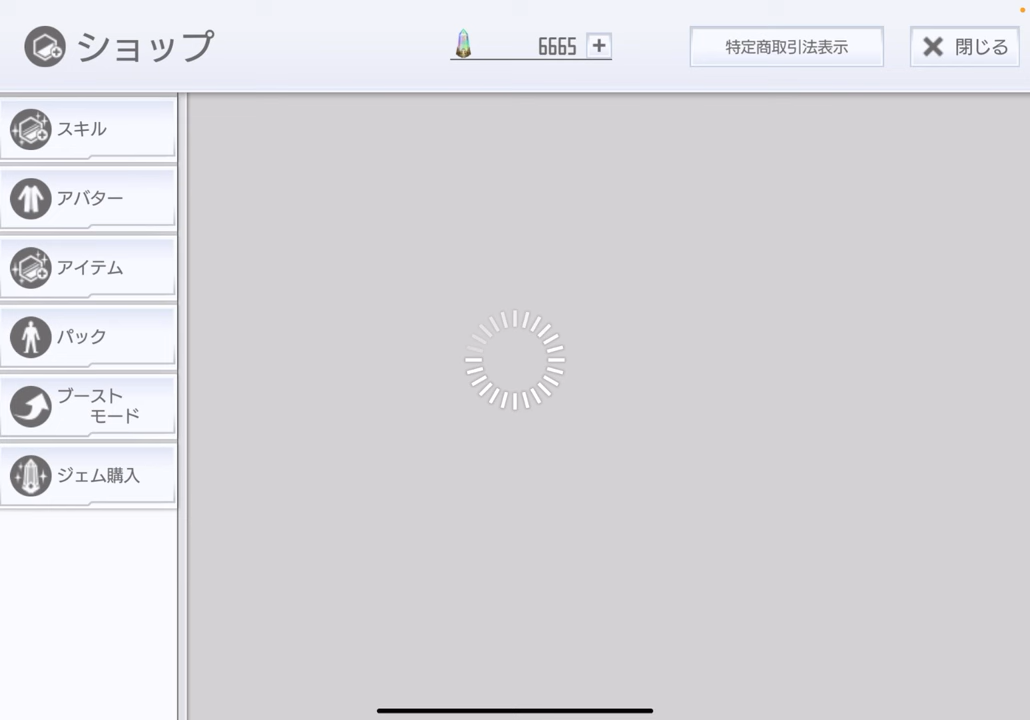 ショップ
6665
特定商取引法表示
閉じる
スキル
アバター
アイテム
パック
ブースト
モード
ジェム購入